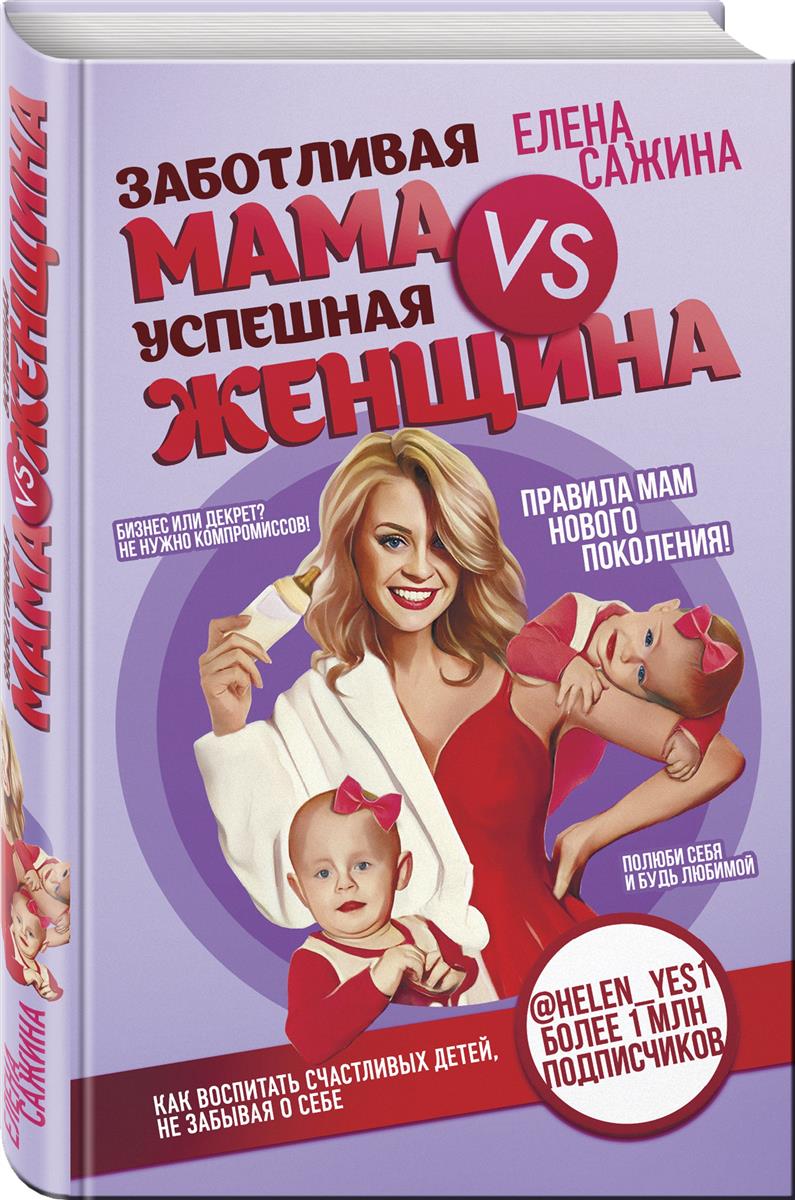 ЕЛЕНА
САЖИНА
ЗАБОТЛИВАЯ
МАМА
VS
УСПЕШНАЯ
ЖЕНЩИНА
БИЗНЕС ИЛИ ДЕКРЕТ?
НЕ НУЖНО КОМПРОМИССОВ!
ПРАВИЛА МАМ
НОВОГО
ПОКОЛЕНИЯ!
ПОЛЮБИ СЕБЯ
И БУДЬ ЛЮБИМОЙ
@HELEN_YES1
БОЛЕЕ 1 МЛН
ПОДПИСЧИКОВ
КАК ВОСПИТАТЬ СЧАСТЛИВЫХ ДЕТЕЙ,
НЕ ЗАБЫВАЯ О СЕБЕ
ЗАБОТЛИВАЯ
МАМА VS
УСПЕШНАЯ
ЖЕНЩИНА
ЕЛЕНА
САЖИНА